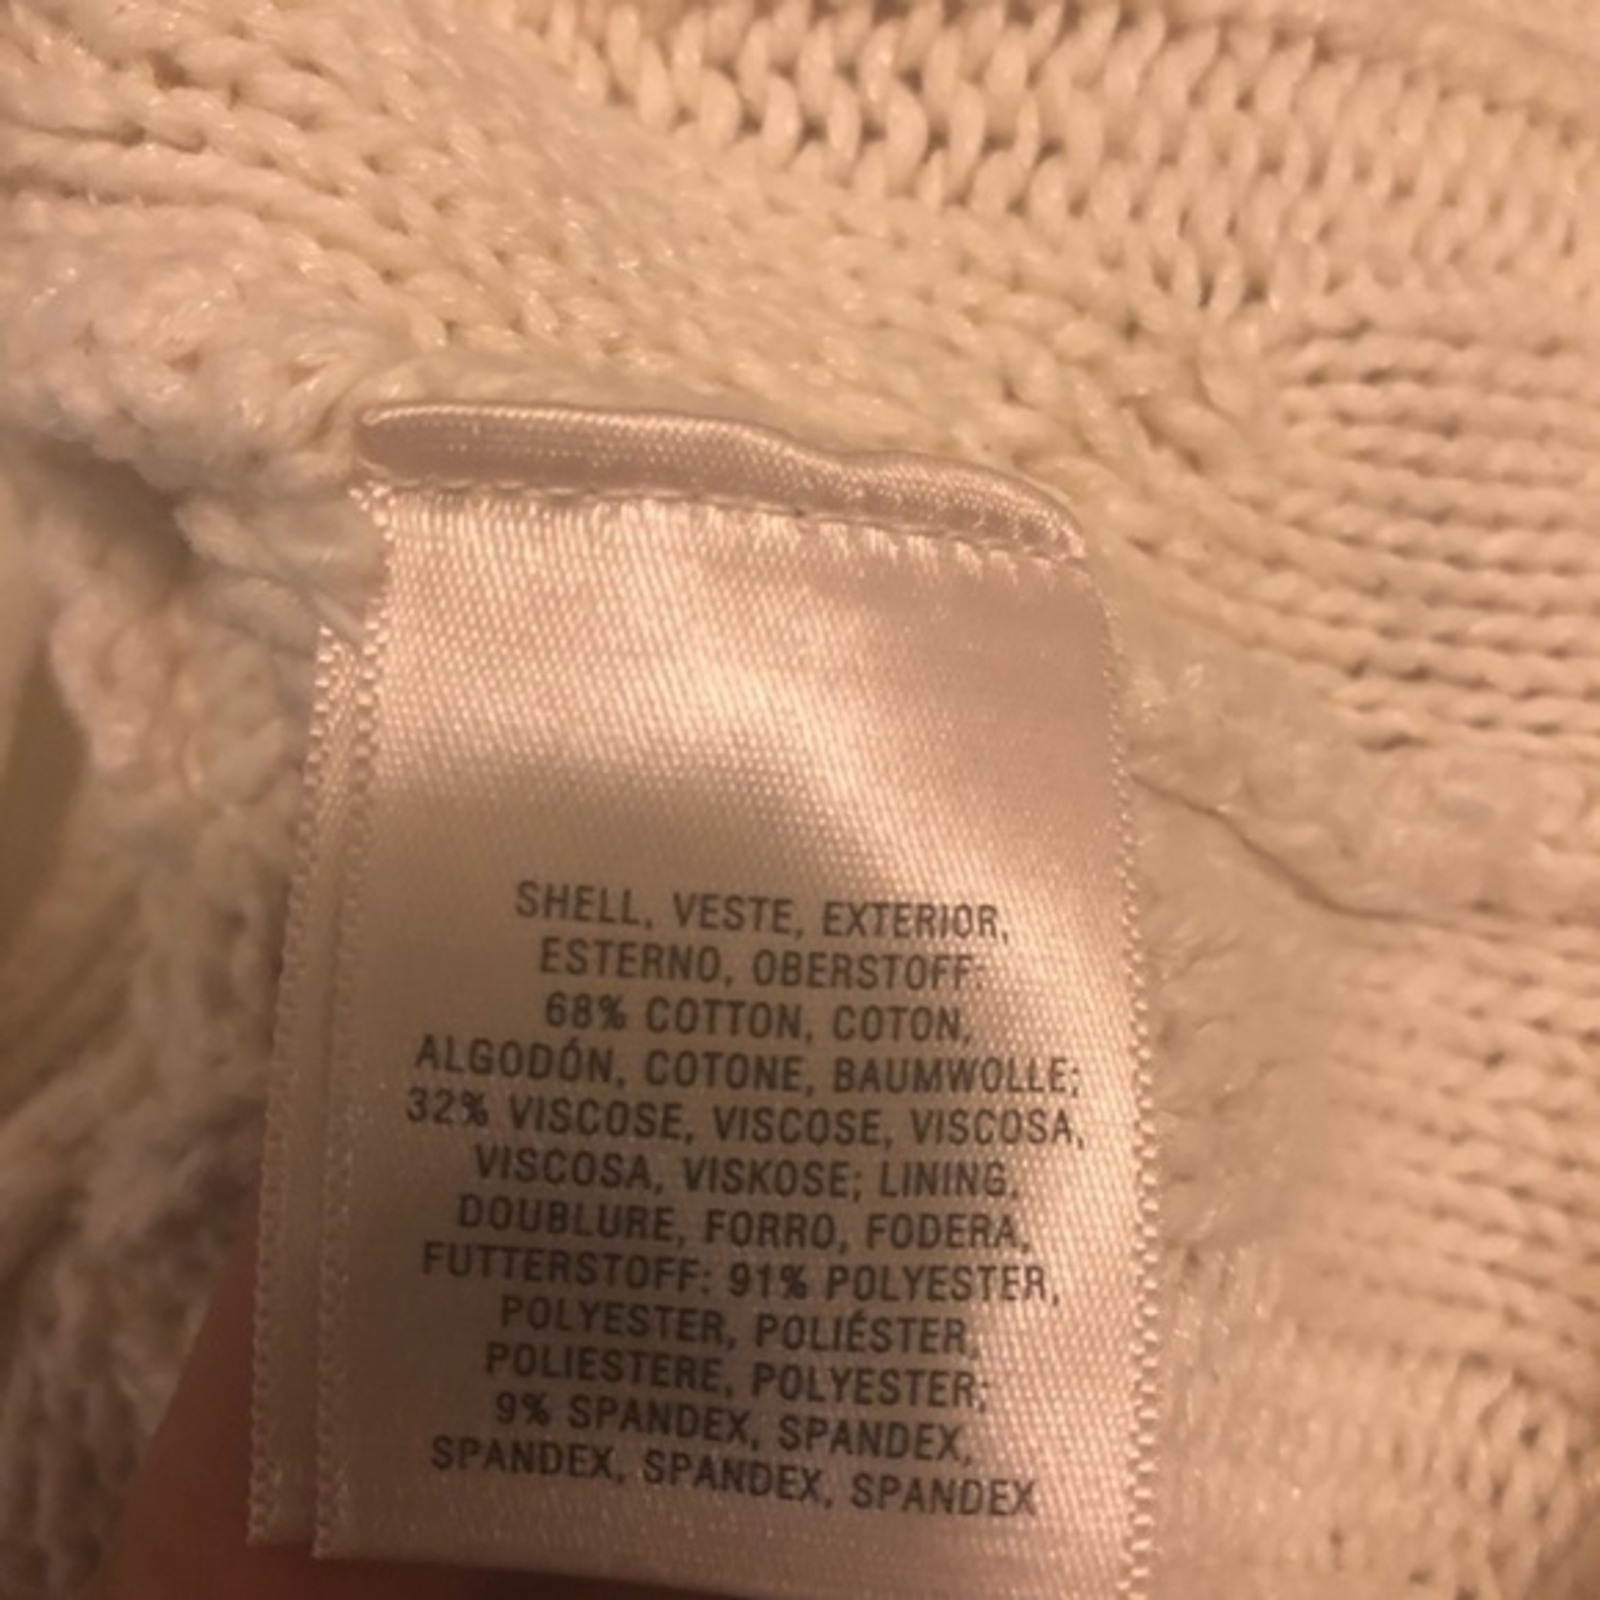 SHELL, VESTE, EXTERIOR,
ESTERNO, OBERSTOFF:
68% COTTON, COTON,
ALGODÓN, COTONE, BAUMWOLLE;
32% VISCOSE, VISCOSE, VISCOSA,
VISCOSA, VISKOSE; LINING,
DOUBLURE, FORRO, FODERA,
FUTTERSTOFF: 91% POLYESTER,
POLYESTER, POLIÉSTER,
POLIESTERE, POLYESTER;
9% SPANDEX, SPANDEX,
SPANDEX, SPANDEX, SPANDEX